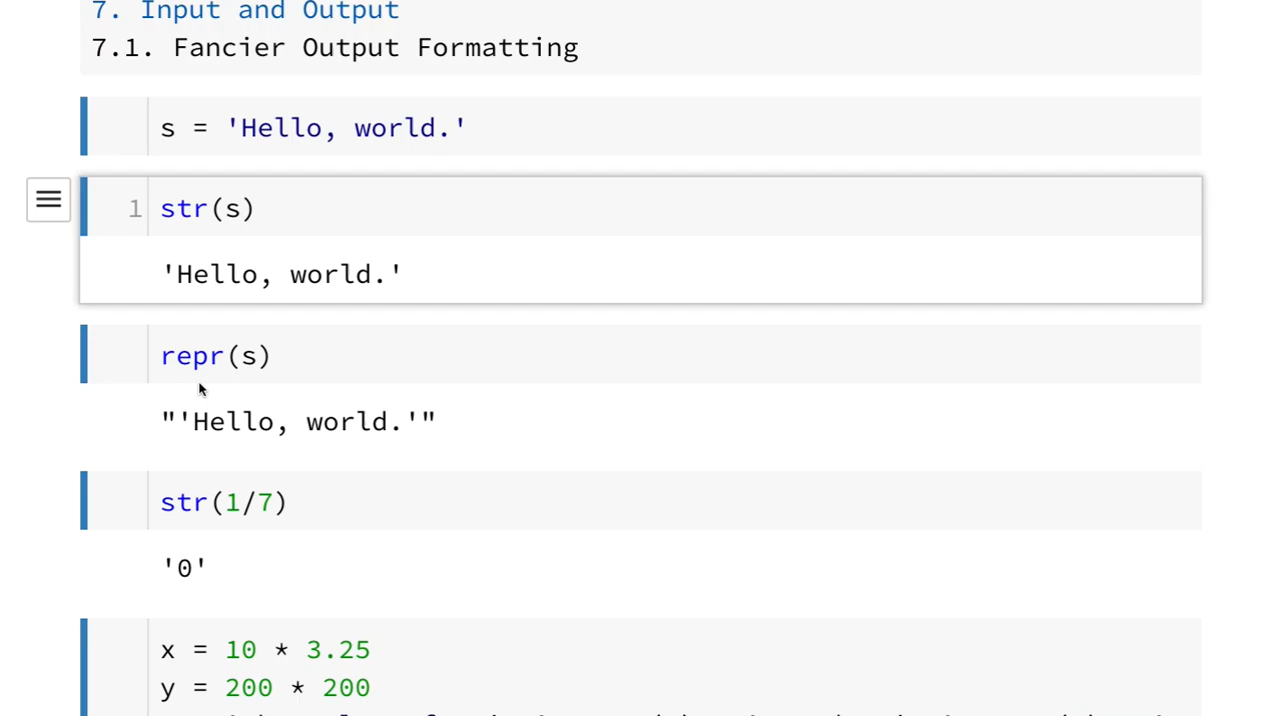 7. Input and Output
7.1. Fancier Output Formatting
s = 'Hello, world.'
1 str(s)
'Hello, world.'
repr(s)
"'Hello, world.'"
str(1/7)
'0'
x = 10 * 3.25
y = 200 * 200